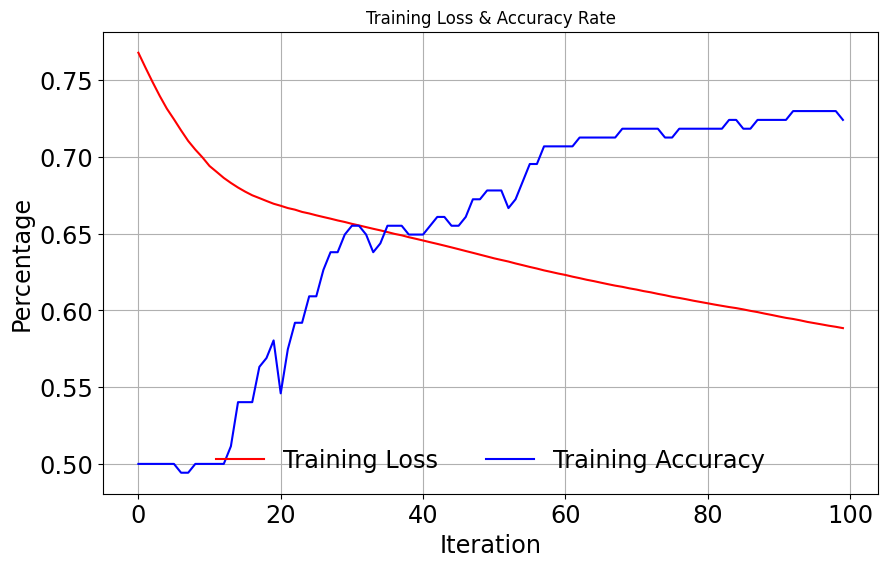 Training Loss & Accuracy Rate
Percentage
0.75
0.70
0.65
0.60
0.55
0.50
Training Loss
Training Accuracy
0 20 40 60 80 100
Iteration